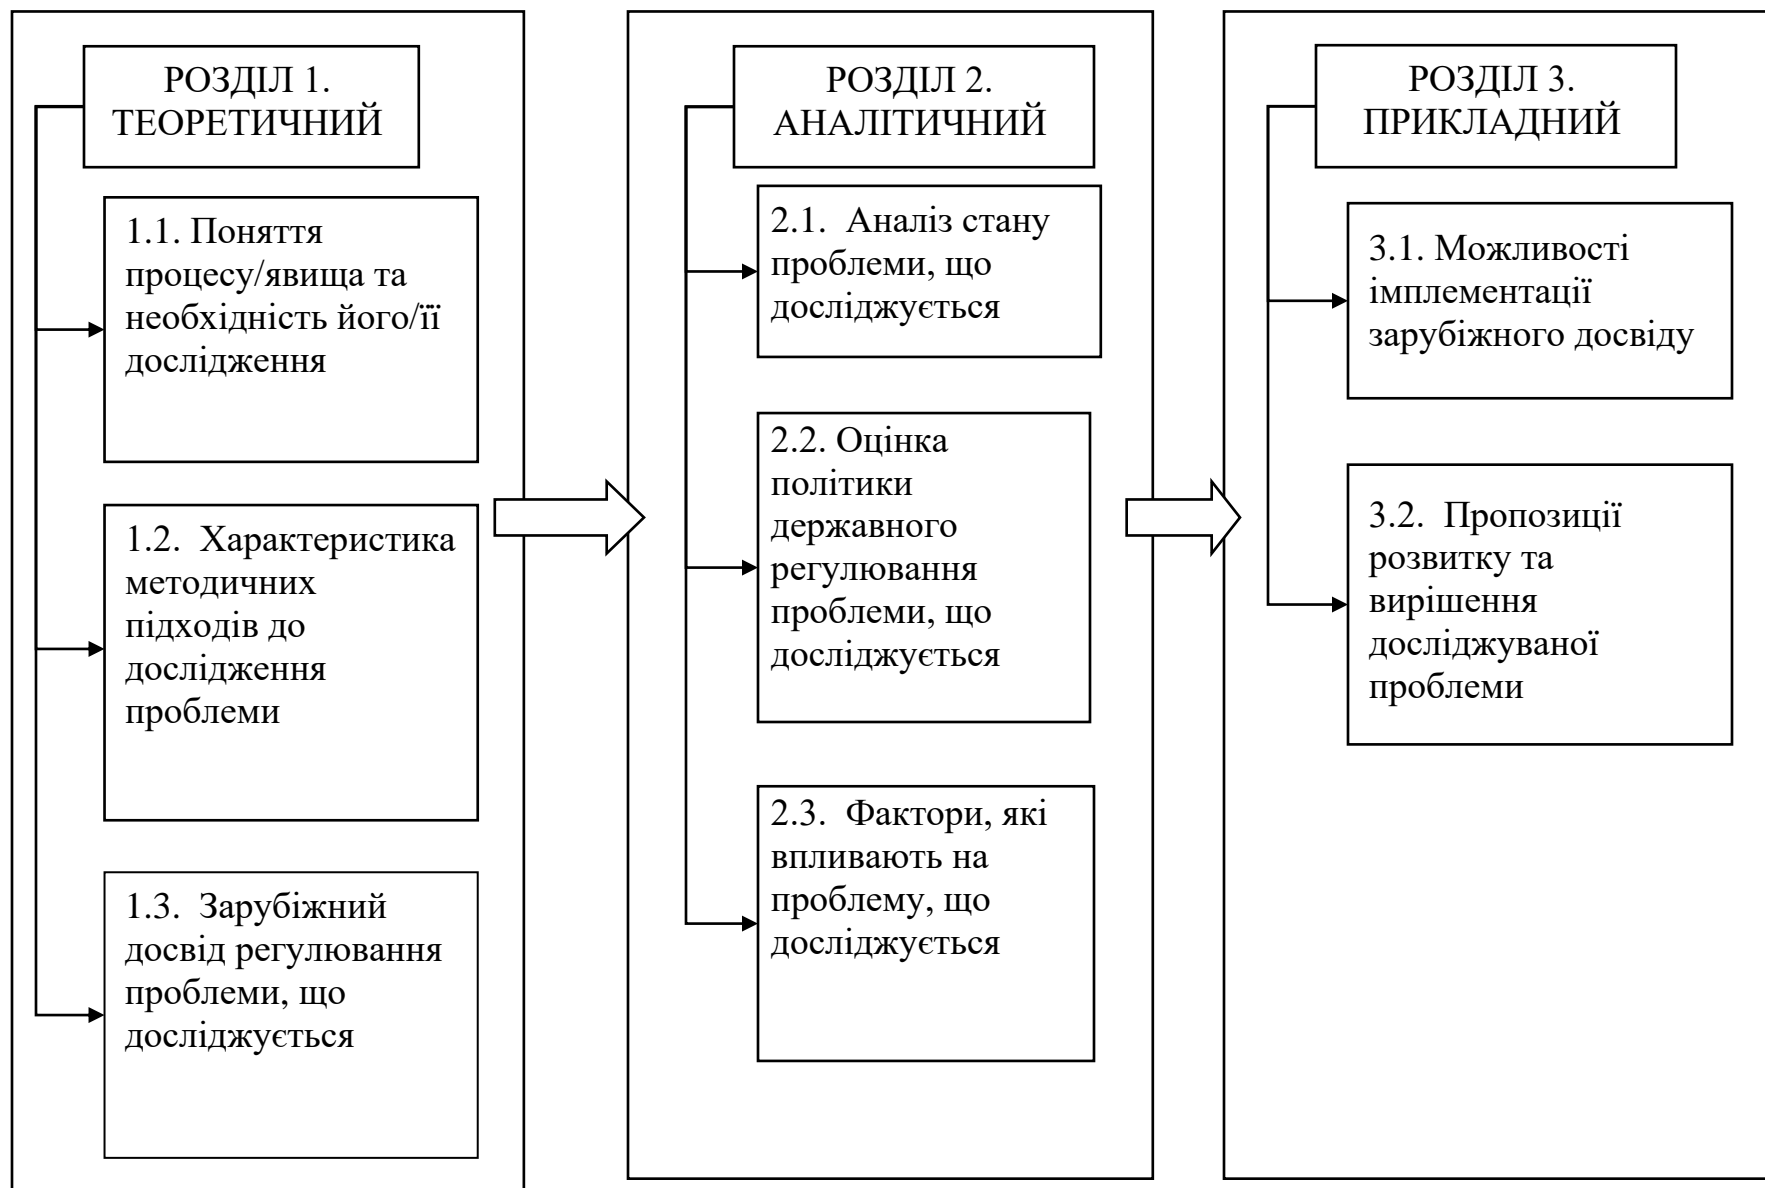 РОЗДІЛ 1.
ТЕОРЕТИЧНИЙ
1.1. Поняття
процесу/явища та
необхідність його/її
дослідження
1.2. Характеристика
методичних
підходів до
дослідження
проблеми
1.3. Зарубіжний
досвід регулювання
проблеми, що
досліджується
РОЗДІЛ 2.
АНАЛІТИЧНИЙ
2.1. Аналіз стану
проблеми, що
досліджується
2.2. Оцінка
політики
державного
регулювання
проблеми, що
досліджується
2.3. Фактори, які
впливають на
проблему, що
досліджується
РОЗДІЛ 3.
ПРИКЛАДНИЙ
3.1. Можливості
імплементації
зарубіжного досвіду
3.2. Пропозиції
розвитку та
вирішення
досліджуваної
проблеми